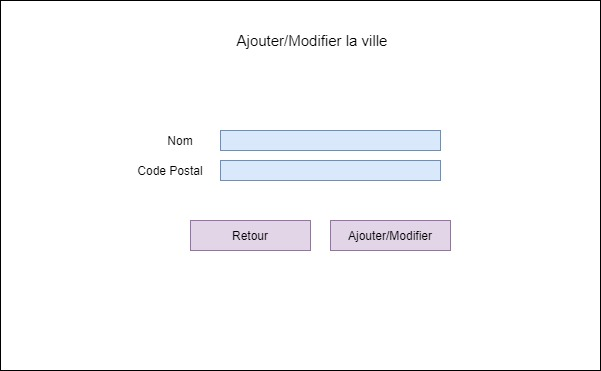 Ajouter/Modifier la ville
Nom
Code Postal
Retour
Ajouter/Modifier